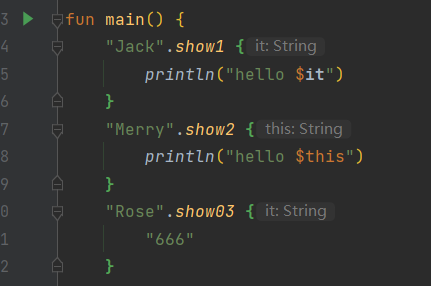 3 fun main() {
4 "Jack".show1 { it: String
5 println("hello $it")
6 }
7 "Merry".show2 { this: String
8 println("hello $this")
9 }
0 "Rose".show03 { it: String
1 "666"
2 }